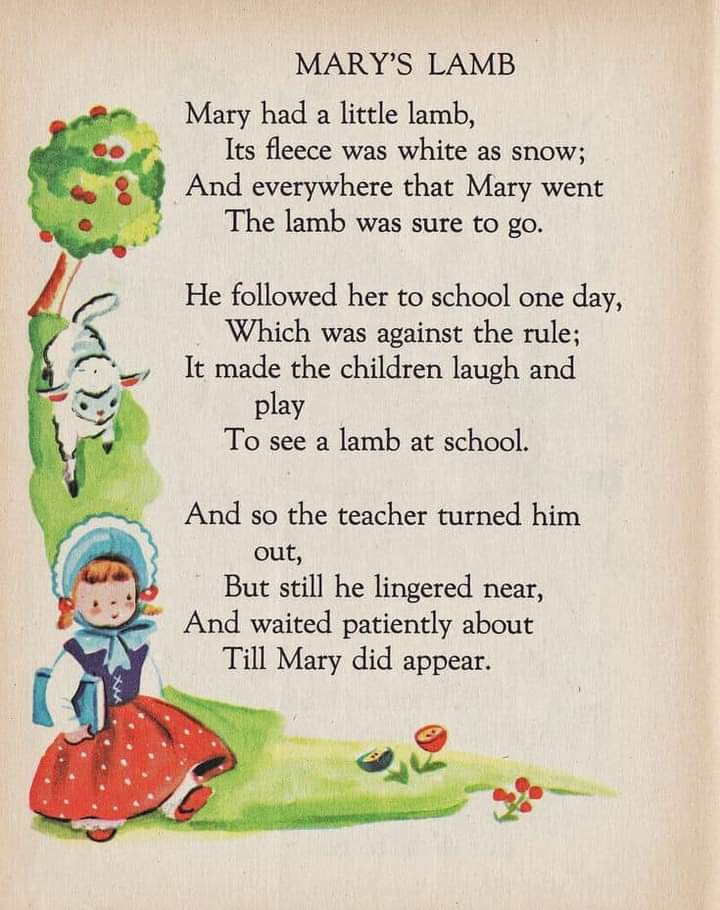 MARY'S LAMB
Mary had a little lamb,
Its fleece was white as snow;
And everywhere that Mary went
The lamb was sure to go.
He followed her to school one day,
Which was against the rule;
It made the children laugh and
play
To see a lamb at school.
And so the teacher turned him
out,
But still he lingered near,
And waited patiently about
Till Mary did appear.